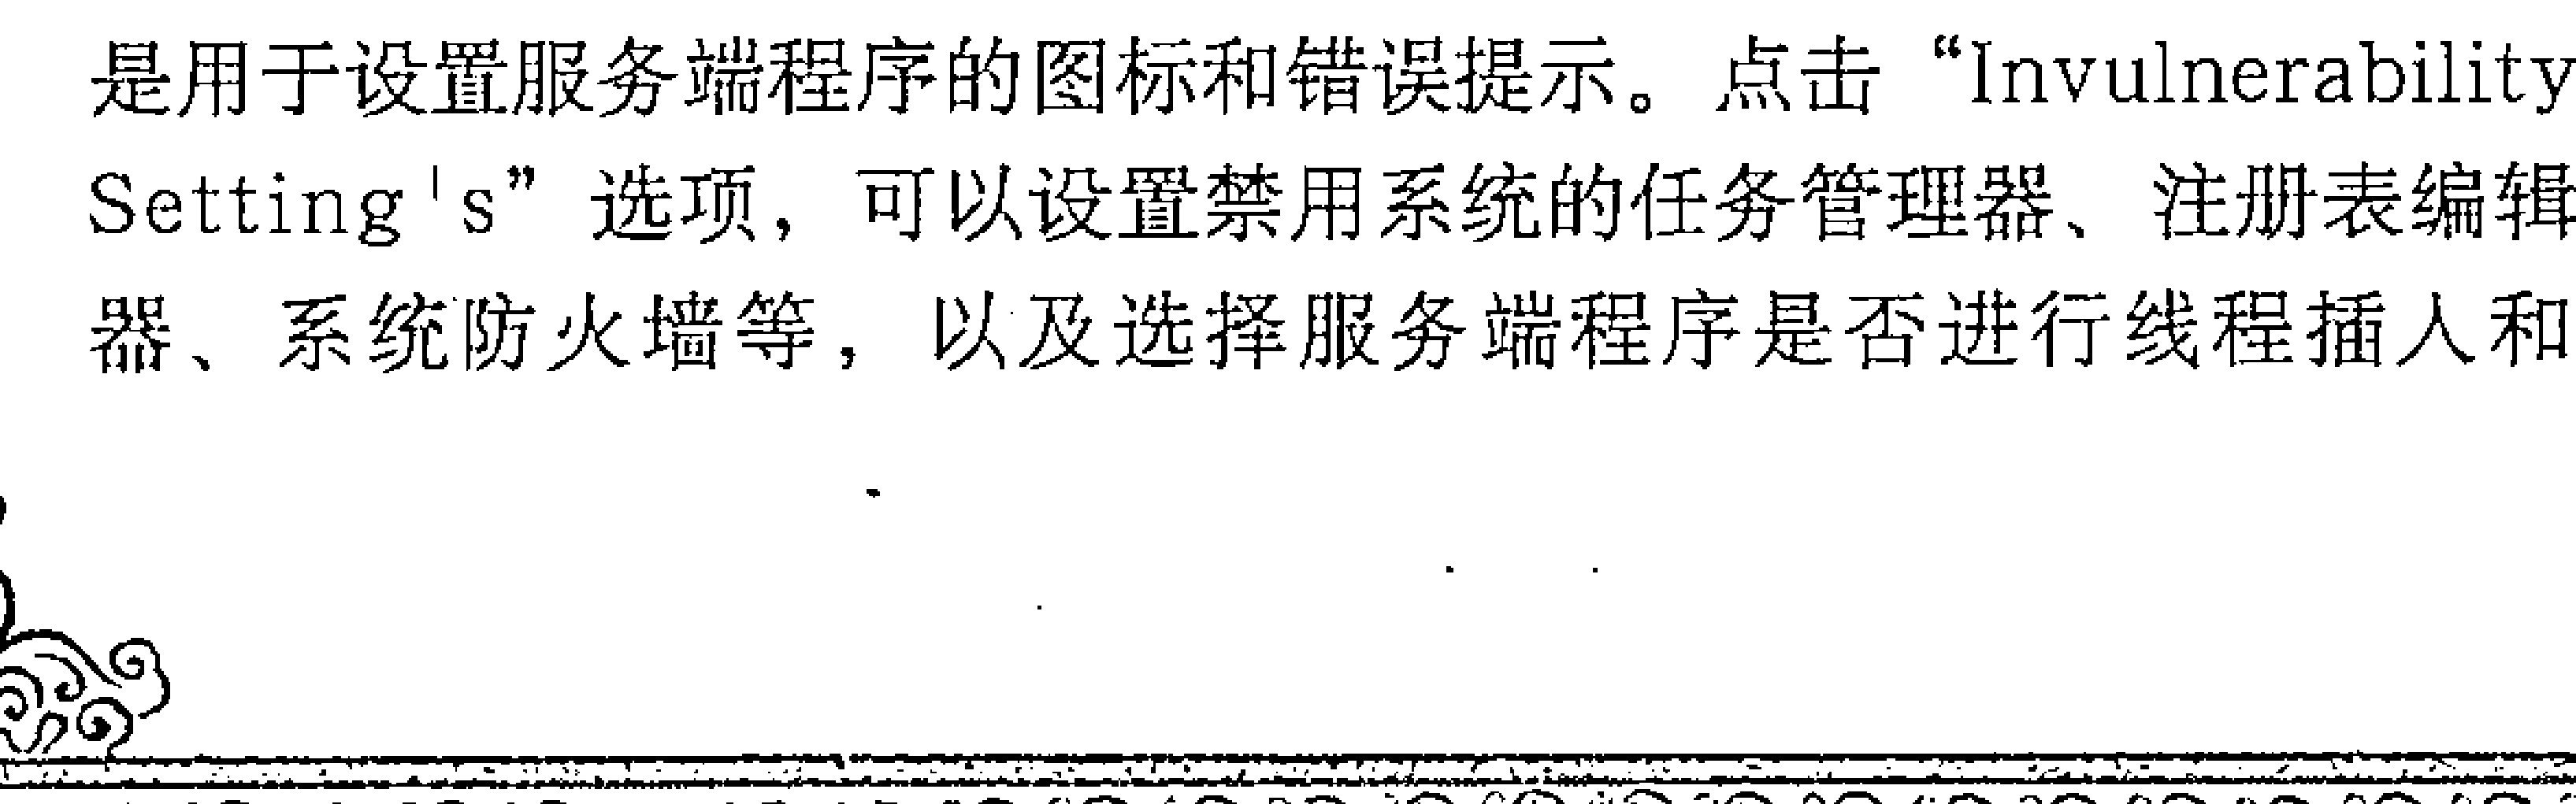 是用于设置服务端程序的图标和错误提示。点击“Invulnerability
Setting's”选项，可以设置禁用系统的任务管理器、注册表编辑
器、系统防火墙等，以及选择服务端程序是否进行线程插入和